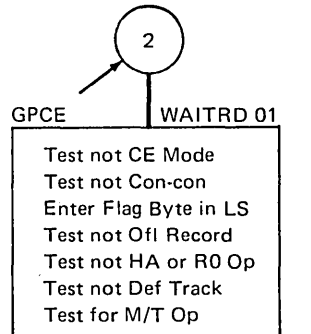 2
GPCE WAITRD 01
Test not CE Mode
Test not Con-con
Enter Flag Byte in LS
Test not Ofl Record
Test not HA or R0 Op
Test not Def Track
Test for M/T Op